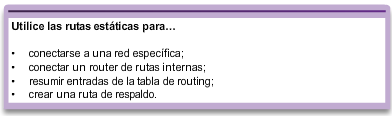 Utilice las rutas estáticas para…
• conectarse a una red específica;
• conectar un router de rutas internas;
• resumir entradas de la tabla de routing;
• crear una ruta de respaldo.